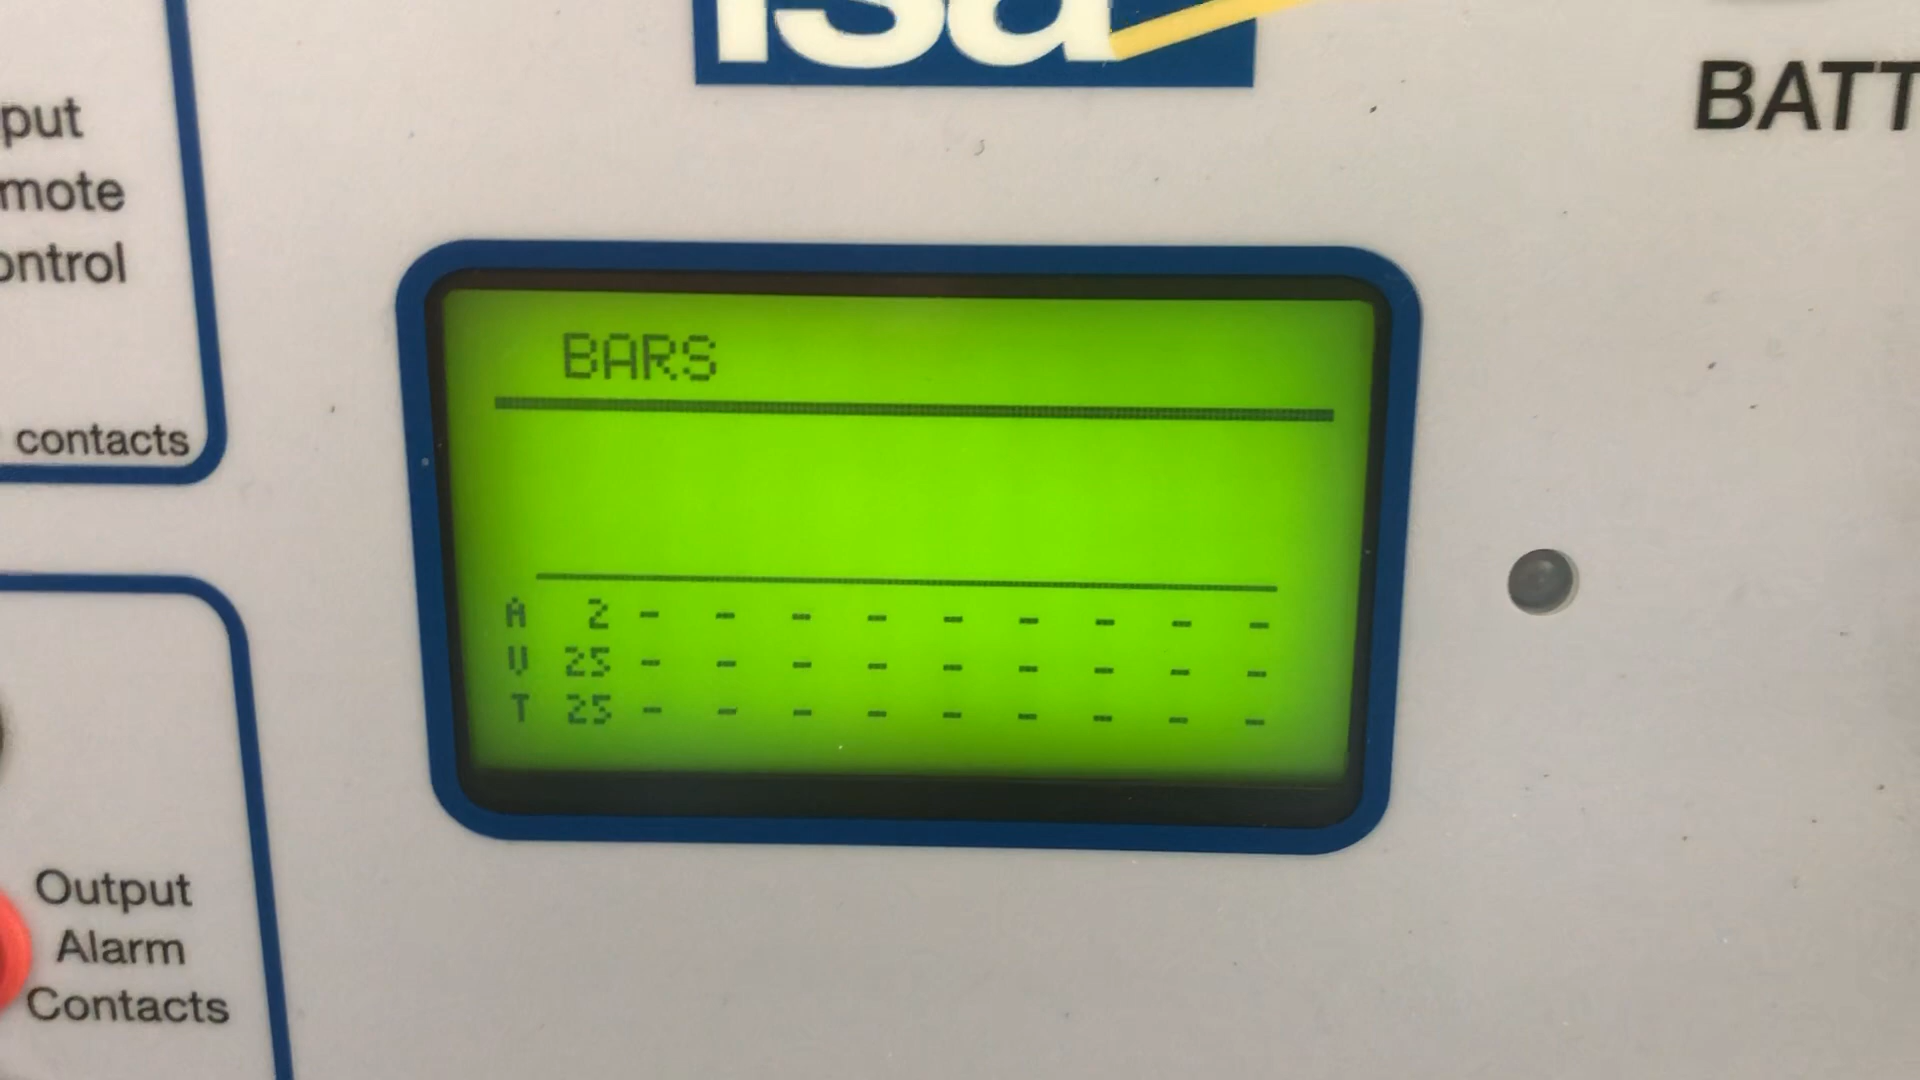 isa
BATT
put
mote
ontrol
contacts
BARS
A 2 - - - - - - - - -
V 25 - - - - - - - - -
T 25 - - - - - - - - -
Output
Alarm
Contacts